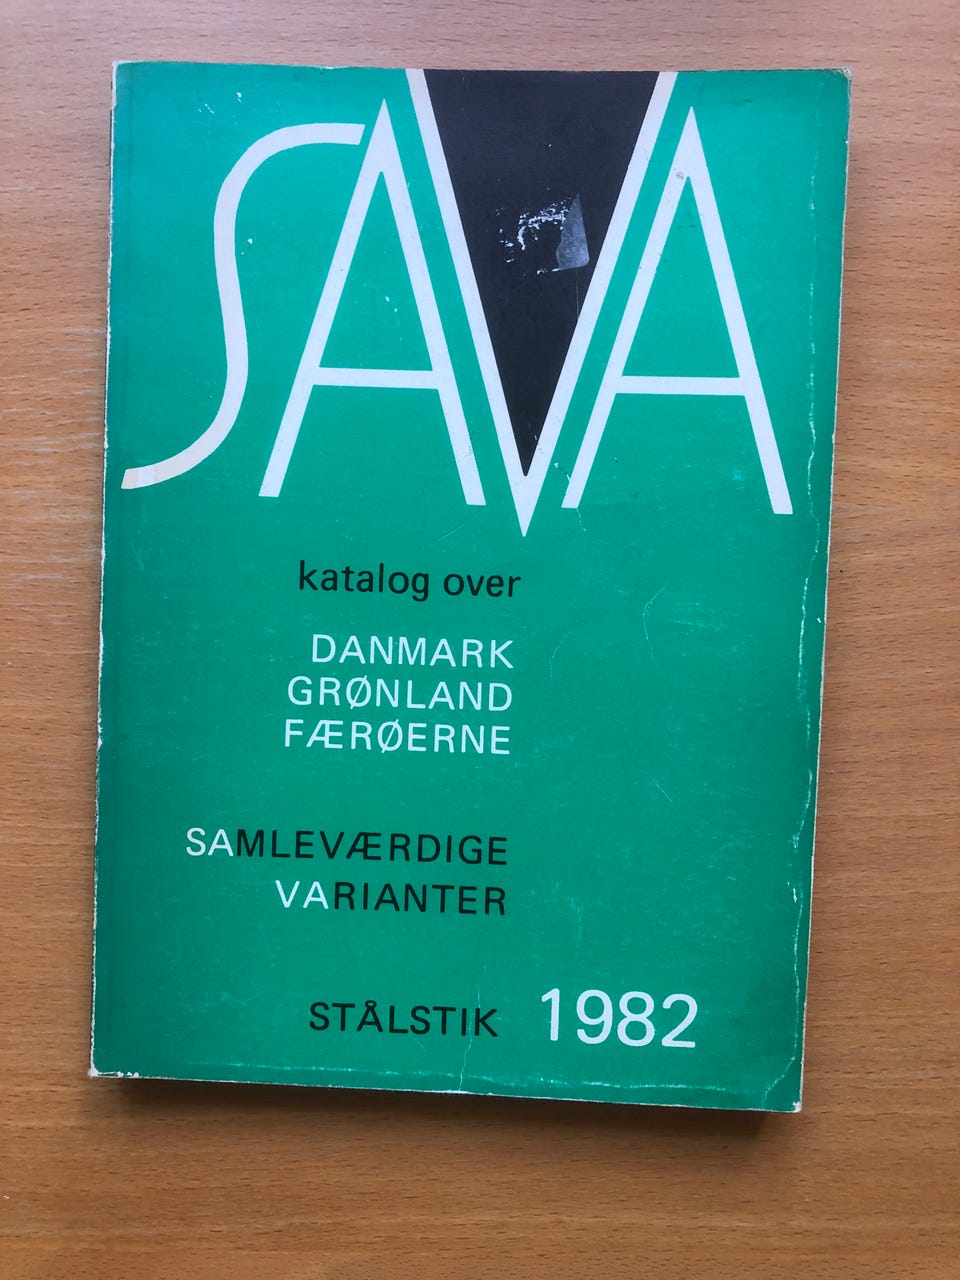 SAVA
katalog over
DANMARK
GRØNLAND
FÆRØERNE
SAMLEVÆRDIGE
VARIANTER
STÅLSTIK 1982